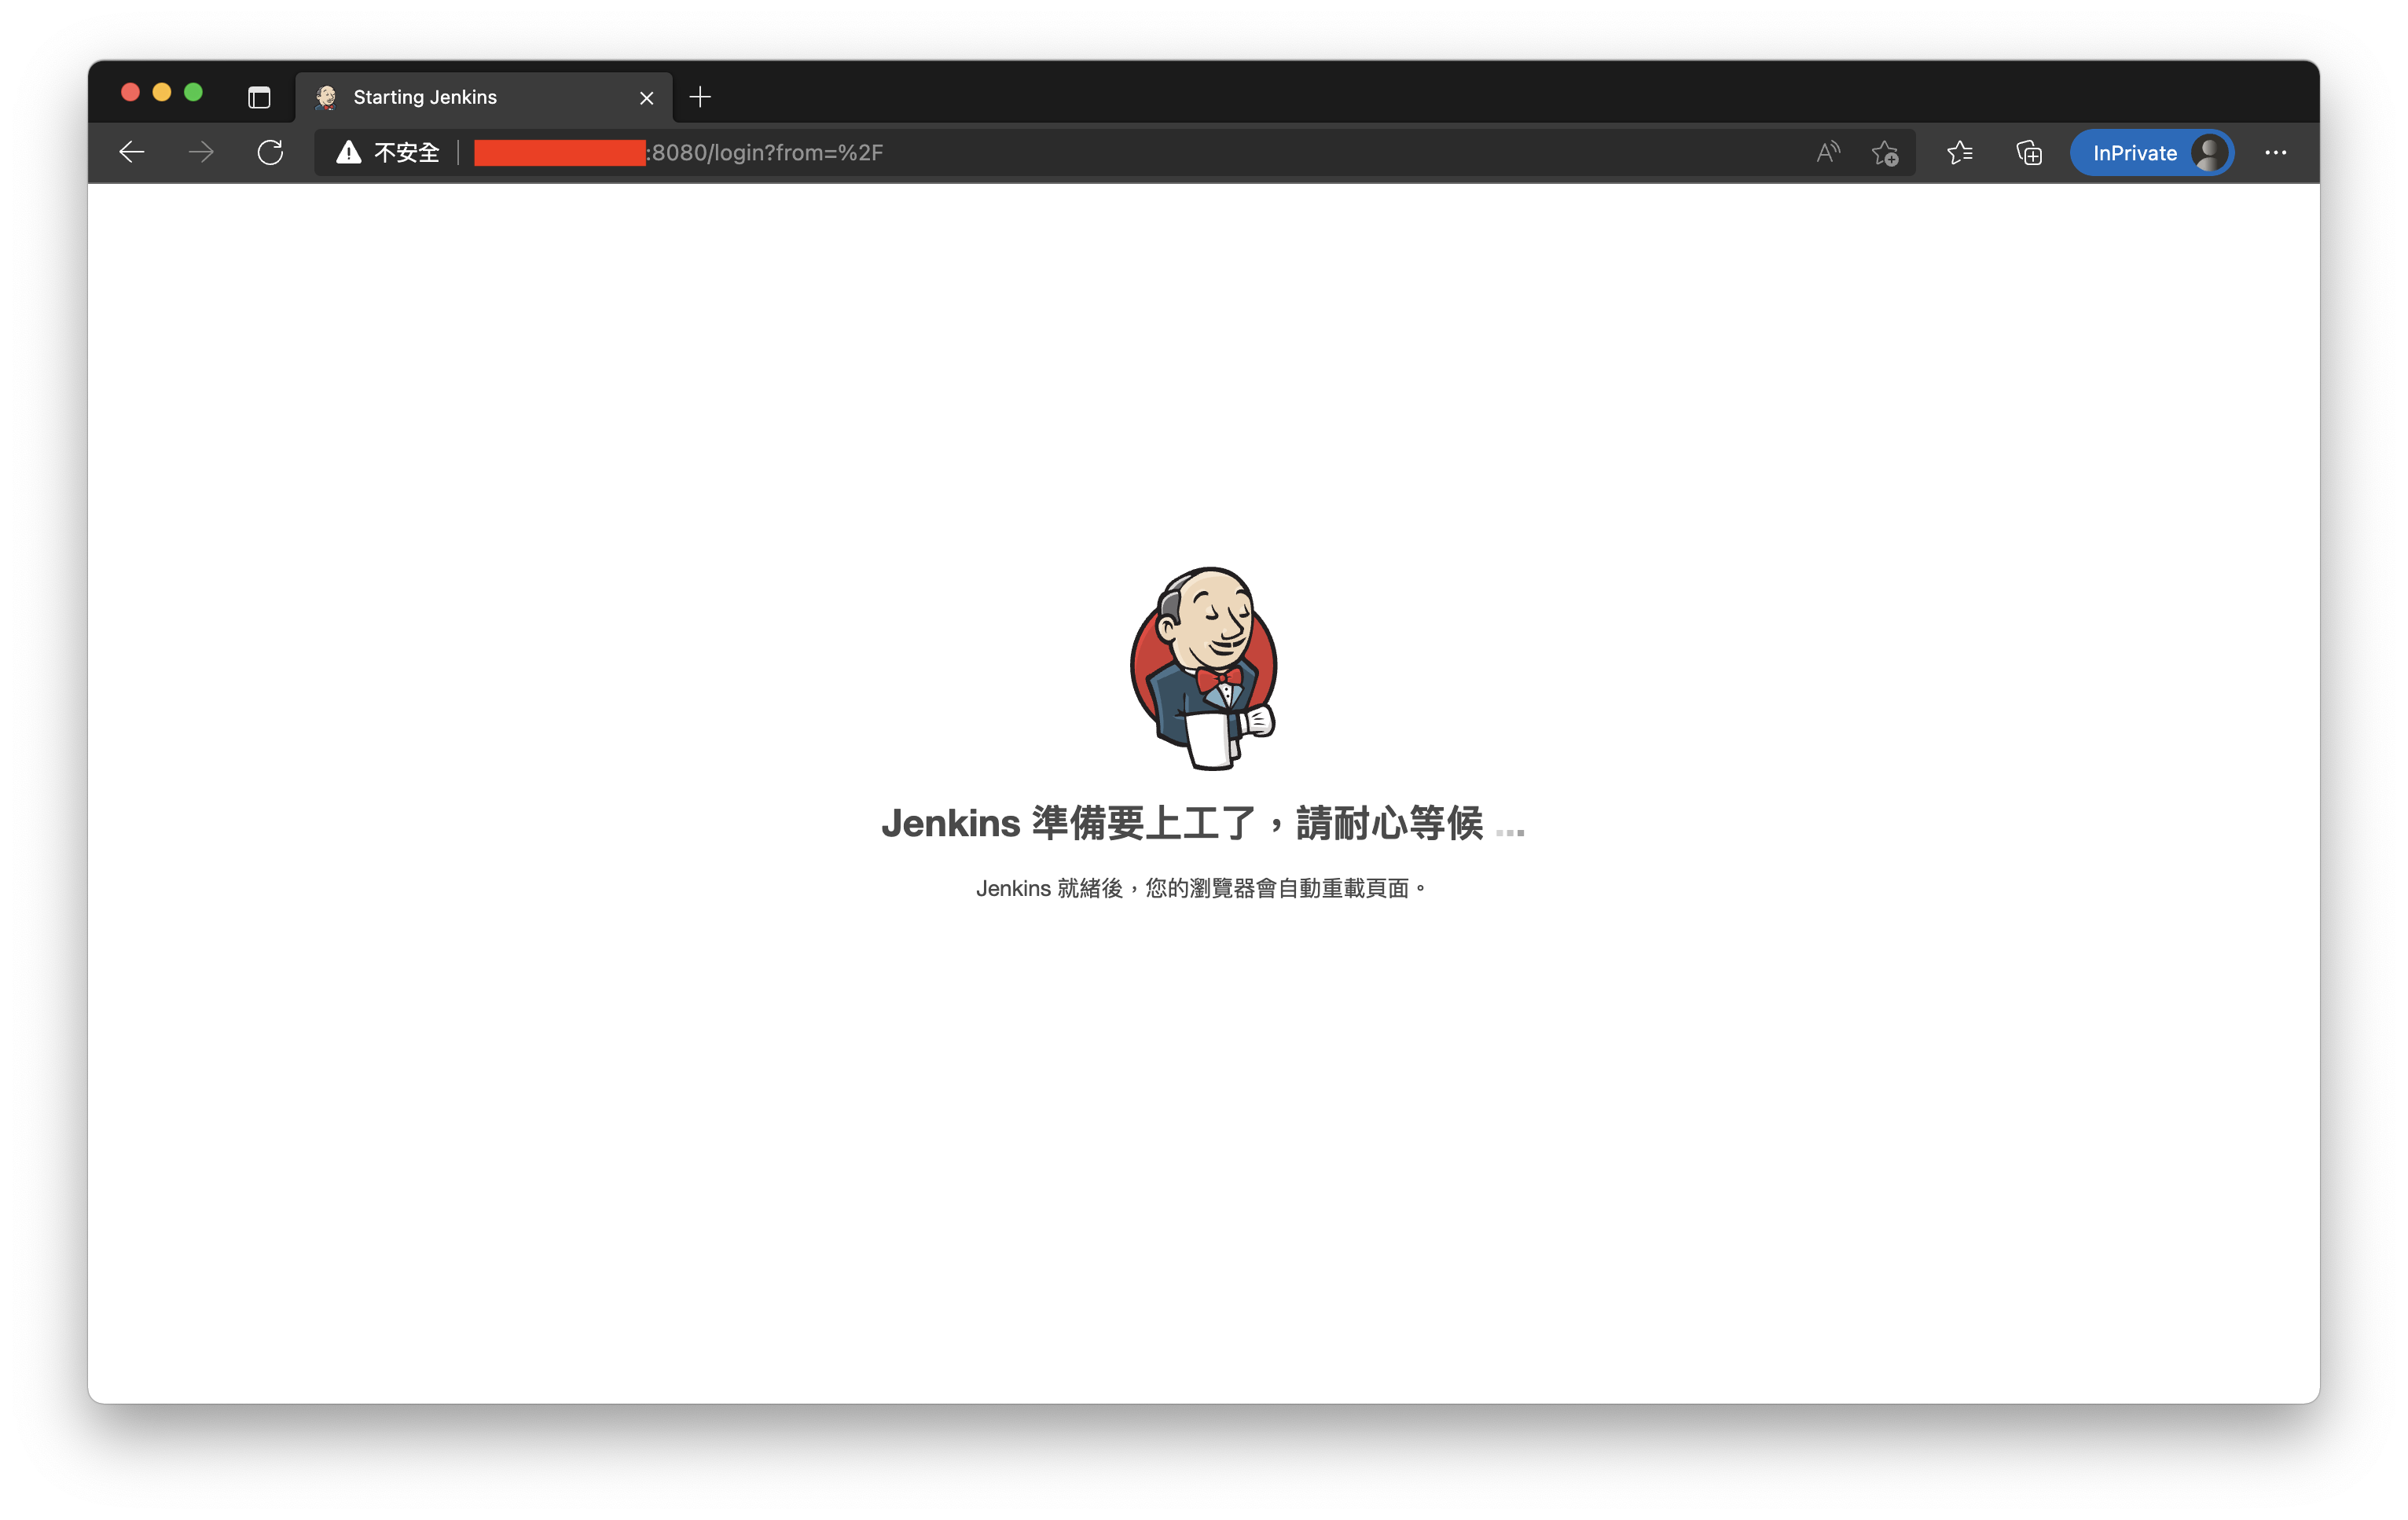 Starting Jenkins
不安全
:8080/login?from=%2F
InPrivate
Jenkins 準備要上工了，請耐心等候 ...
Jenkins 就緒後，您的瀏覽器會自動重載頁面。